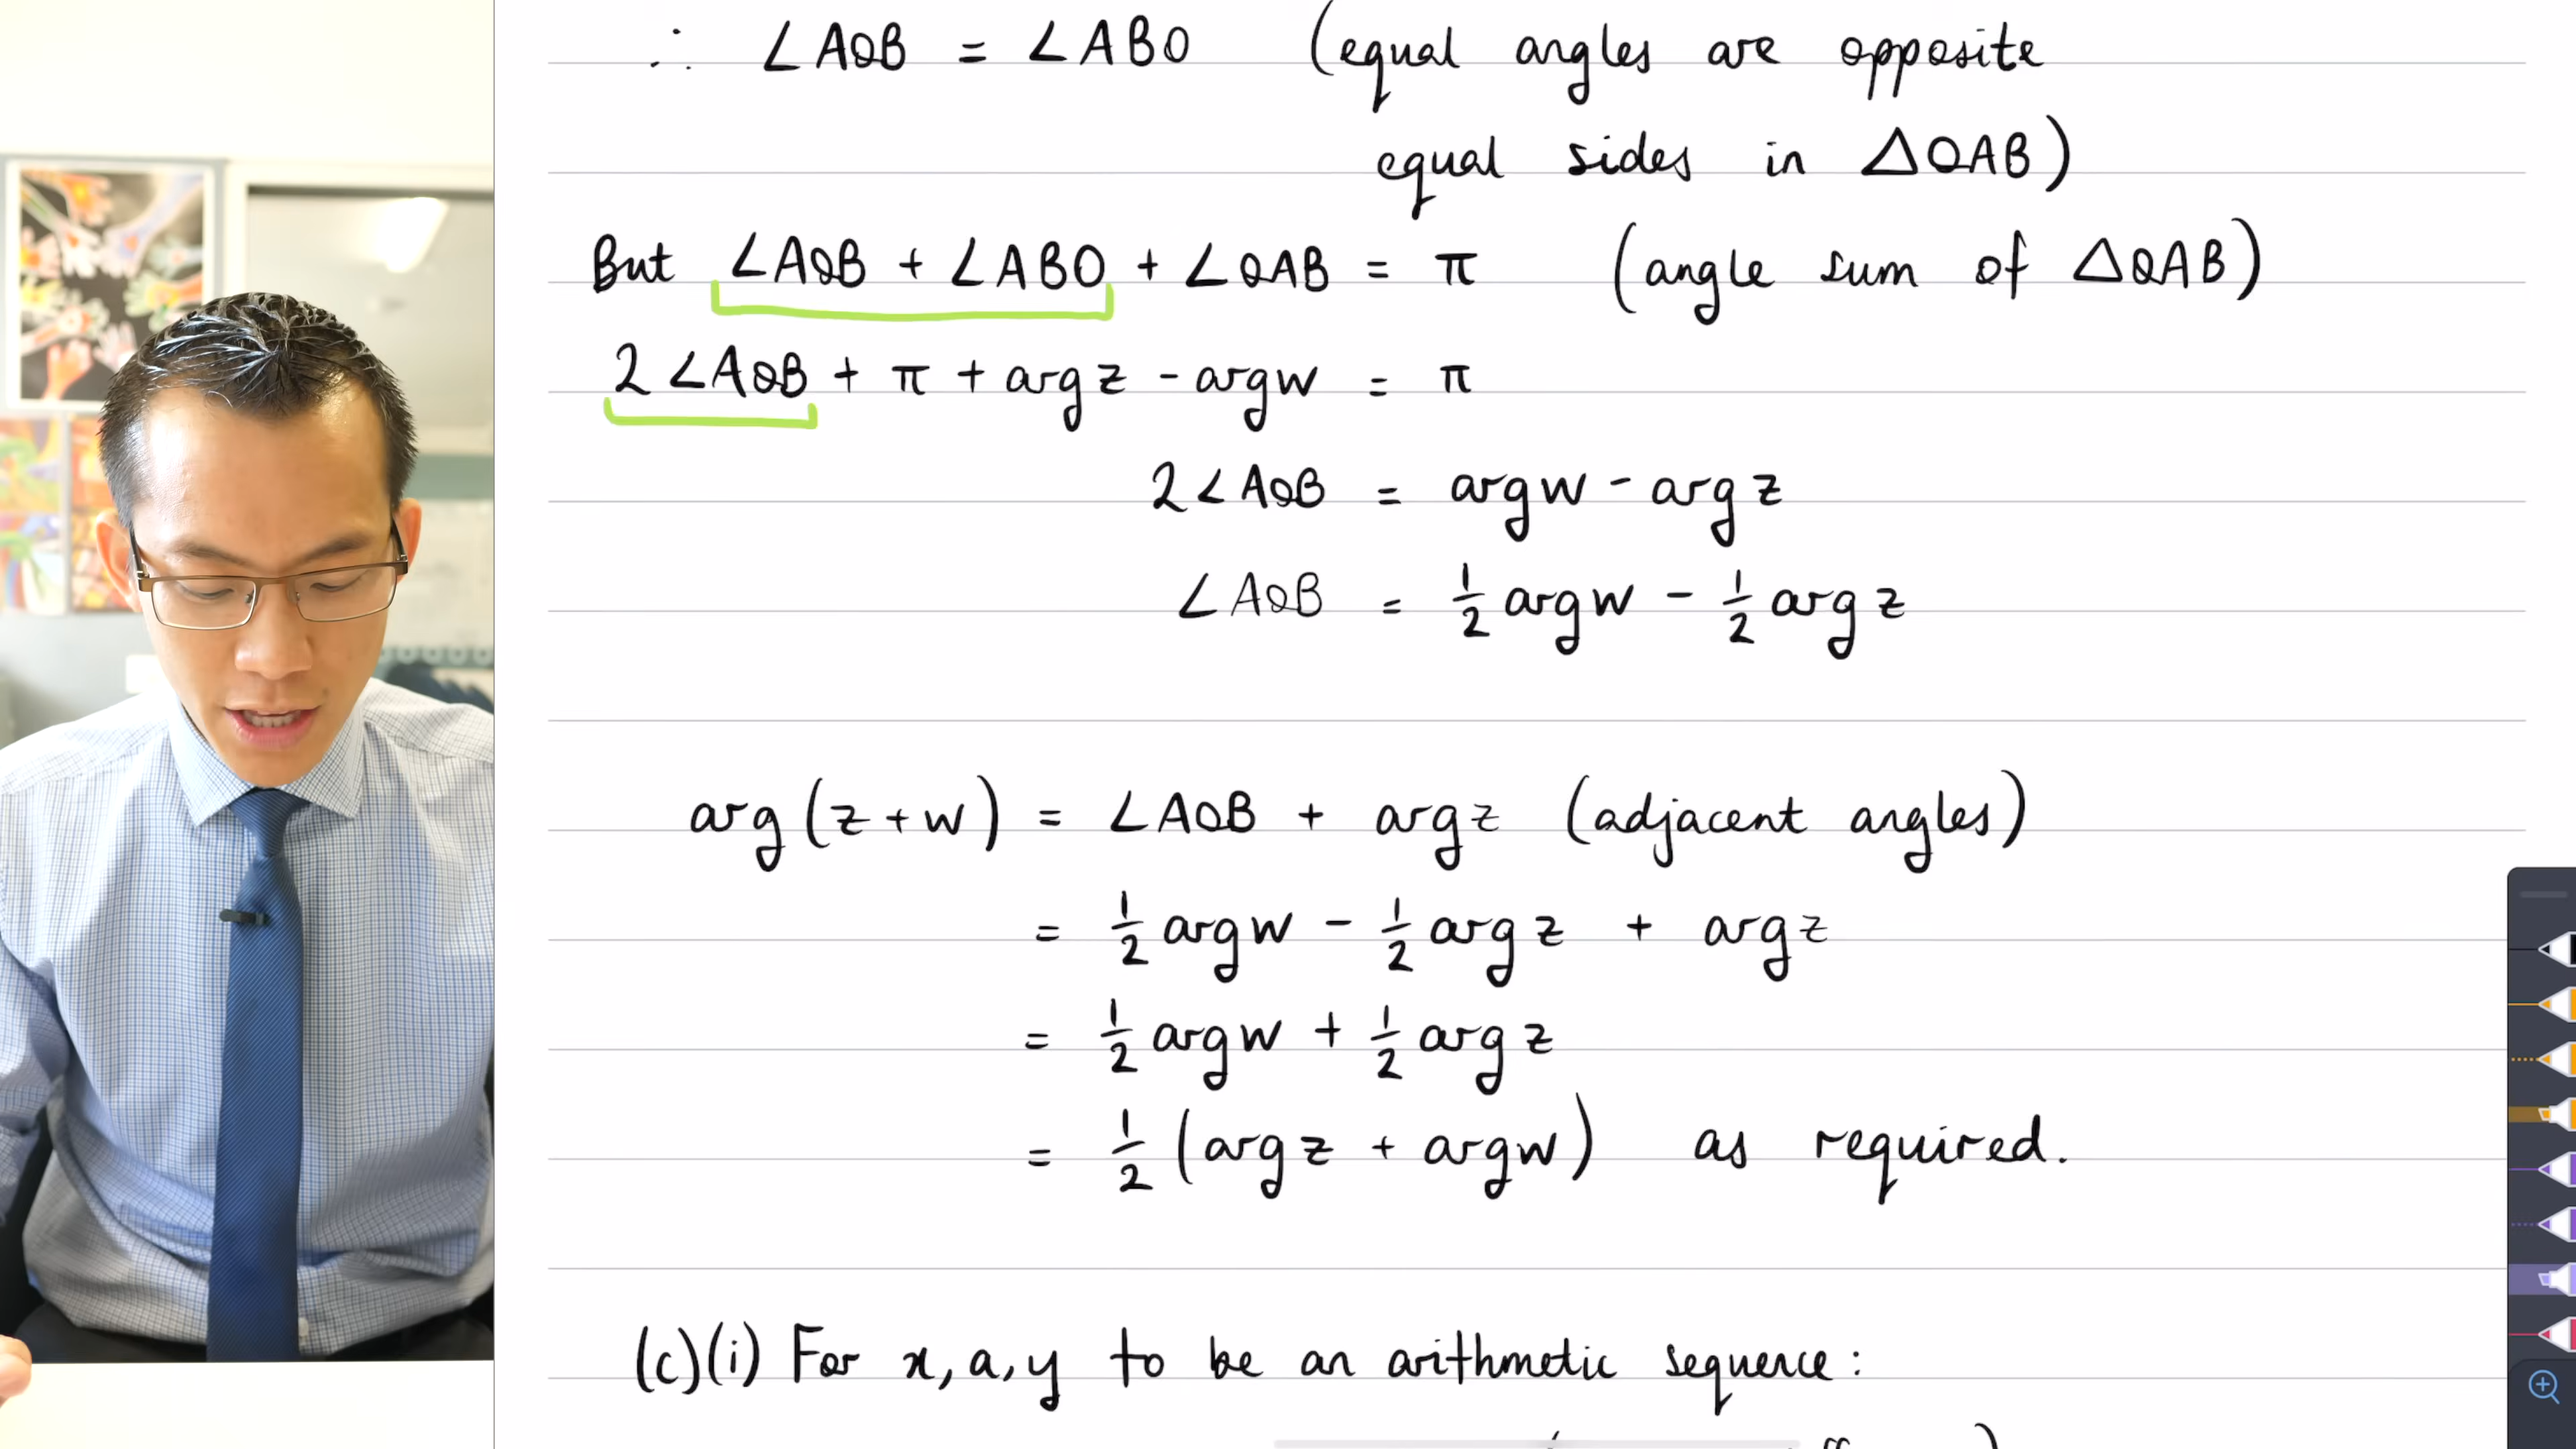 ∴ ∠AOB = ∠ABO (equal angles are opposite
equal sides in △OAB)
But ∠AOB + ∠ABO + ∠OAB = π (angle sum of △OAB)
2∠AOB + π + arg z - arg w = π
2∠AOB = arg w - arg z
∠AOB = 1/2 arg w - 1/2 arg z
arg (z + w) = ∠AOB + arg z (adjacent angles)
= 1/2 arg w - 1/2 arg z + arg z
= 1/2 arg w + 1/2 arg z
= 1/2 (arg z + arg w) as required.
(c)(i) For x, a, y to be an arithmetic sequence: